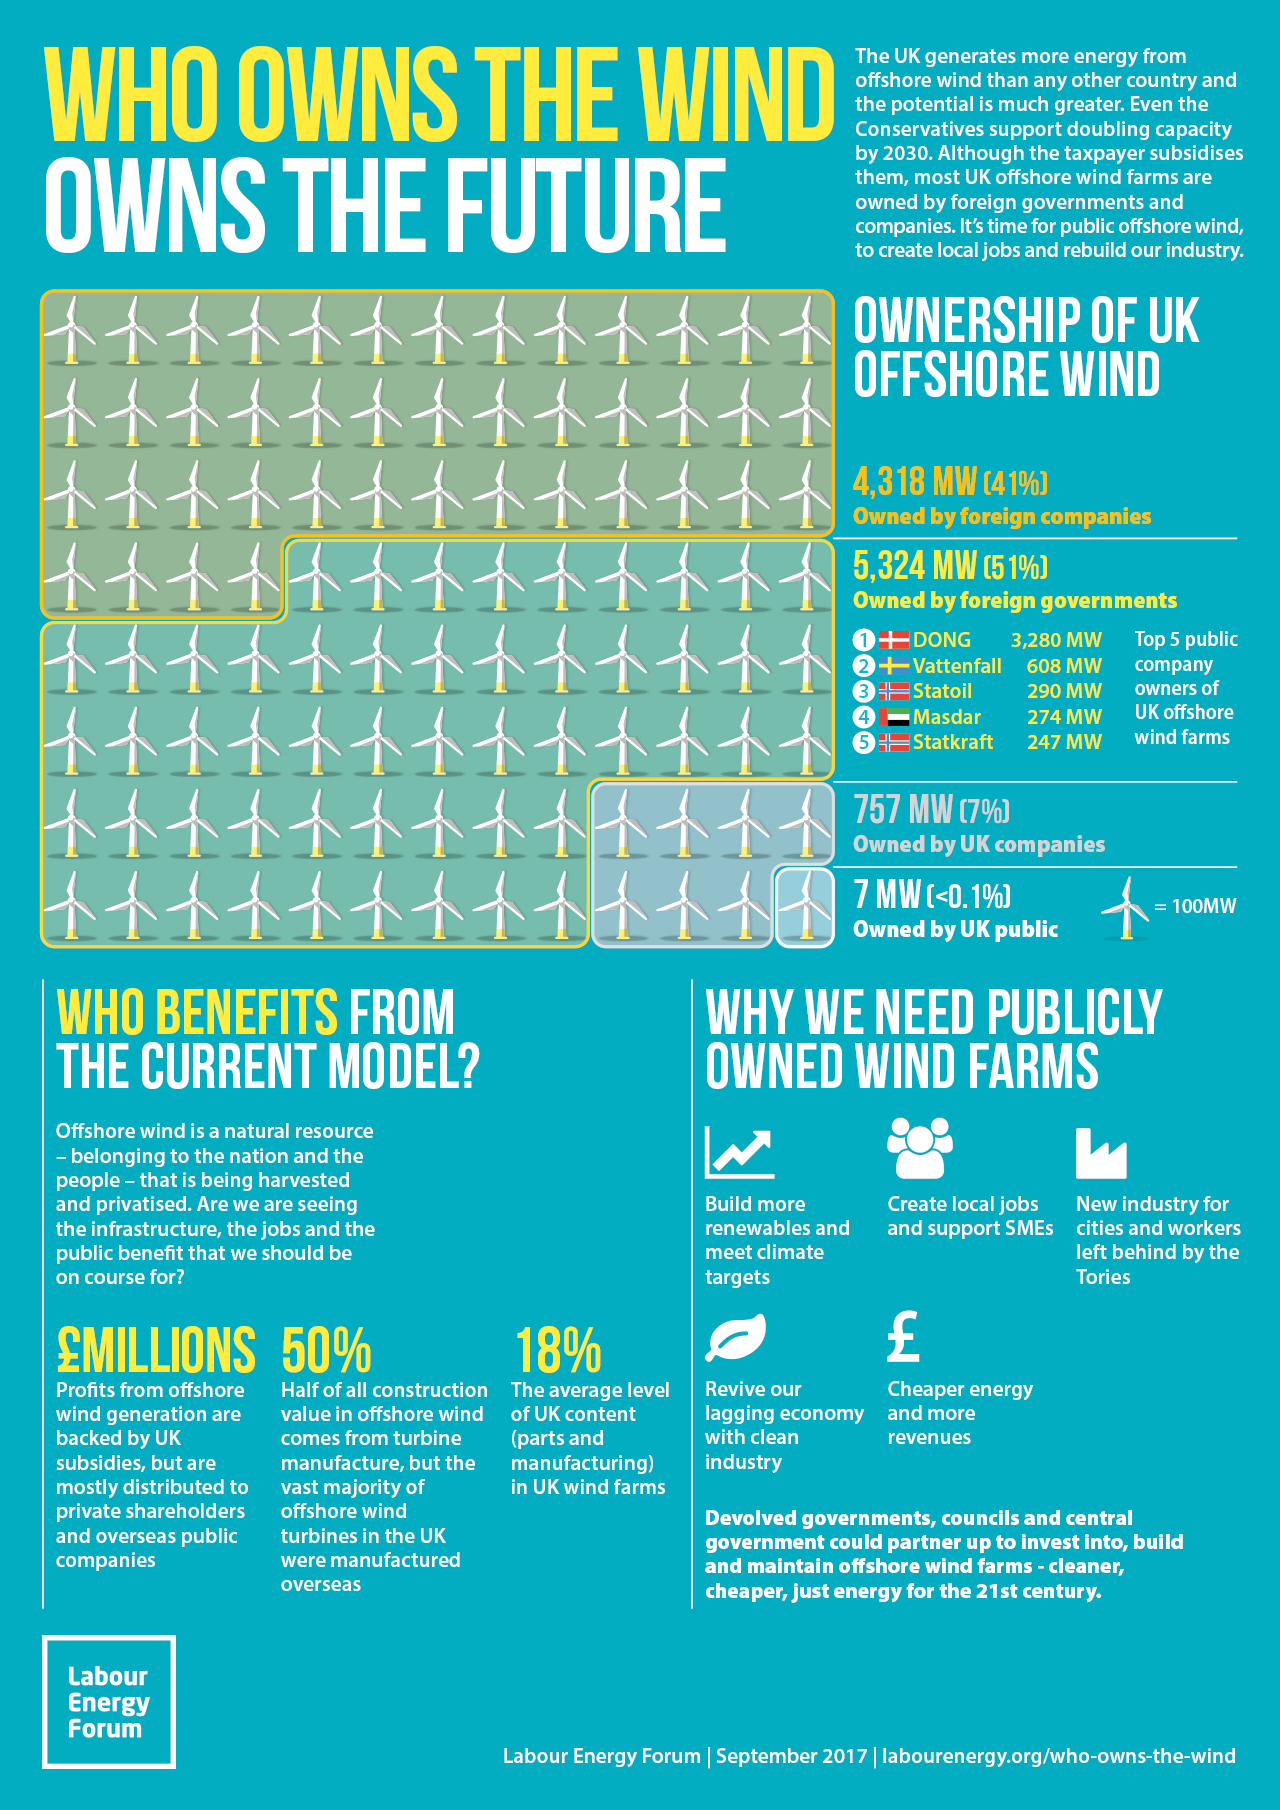 WHO OWNS THE WIND
OWNS THE FUTURE
The UK generates more energy from
offshore wind than any other country and
the potential is much greater. Even the
Conservatives support doubling capacity
by 2030. Although the taxpayer subsidises
them, most UK offshore wind farms are
owned by foreign governments and
companies. It's time for public offshore wind,
to create local jobs and rebuild our industry.
OWNERSHIP OF UK
OFFSHORE WIND
4,318 MW (41%)
Owned by foreign companies
5,324 MW (51%)
Owned by foreign governments
1 DONG 3,280 MW
2 Vattenfall 608 MW
3 Statoil 290 MW
4 Masdar 274 MW
5 Statkraft 247 MW
Top 5 public
company
owners of
UK offshore
wind farms
757 MW (7%)
Owned by UK companies
7 MW (<0.1%)
Owned by UK public
= 100MW
WHO BENEFITS FROM
THE CURRENT MODEL?
Offshore wind is a natural resource
– belonging to the nation and the
people – that is being harvested
and privatised. Are we are seeing
the infrastructure, the jobs and the
public benefit that we should be
on course for?
£MILLIONS
Profits from offshore
wind generation are
backed by UK
subsidies, but are
mostly distributed to
private shareholders
and overseas public
companies
50%
Half of all construction
value in offshore wind
comes from turbine
manufacture, but the
vast majority of
offshore wind
turbines in the UK
were manufactured
overseas
18%
The average level
of UK content
(parts and
manufacturing)
in UK wind farms
WHY WE NEED PUBLICLY
OWNED WIND FARMS
Build more
renewables and
meet climate
targets
Create local jobs
and support SMEs
New industry for
cities and workers
left behind by the
Tories
Revive our
lagging economy
with clean
industry
£
Cheaper energy
and more
revenues
Devolved governments, councils and central
government could partner up to invest into, build
and maintain offshore wind farms - cleaner,
cheaper, just energy for the 21st century.
Labour
Energy
Forum
Labour Energy Forum | September 2017 | labourenergy.org/who-owns-the-wind